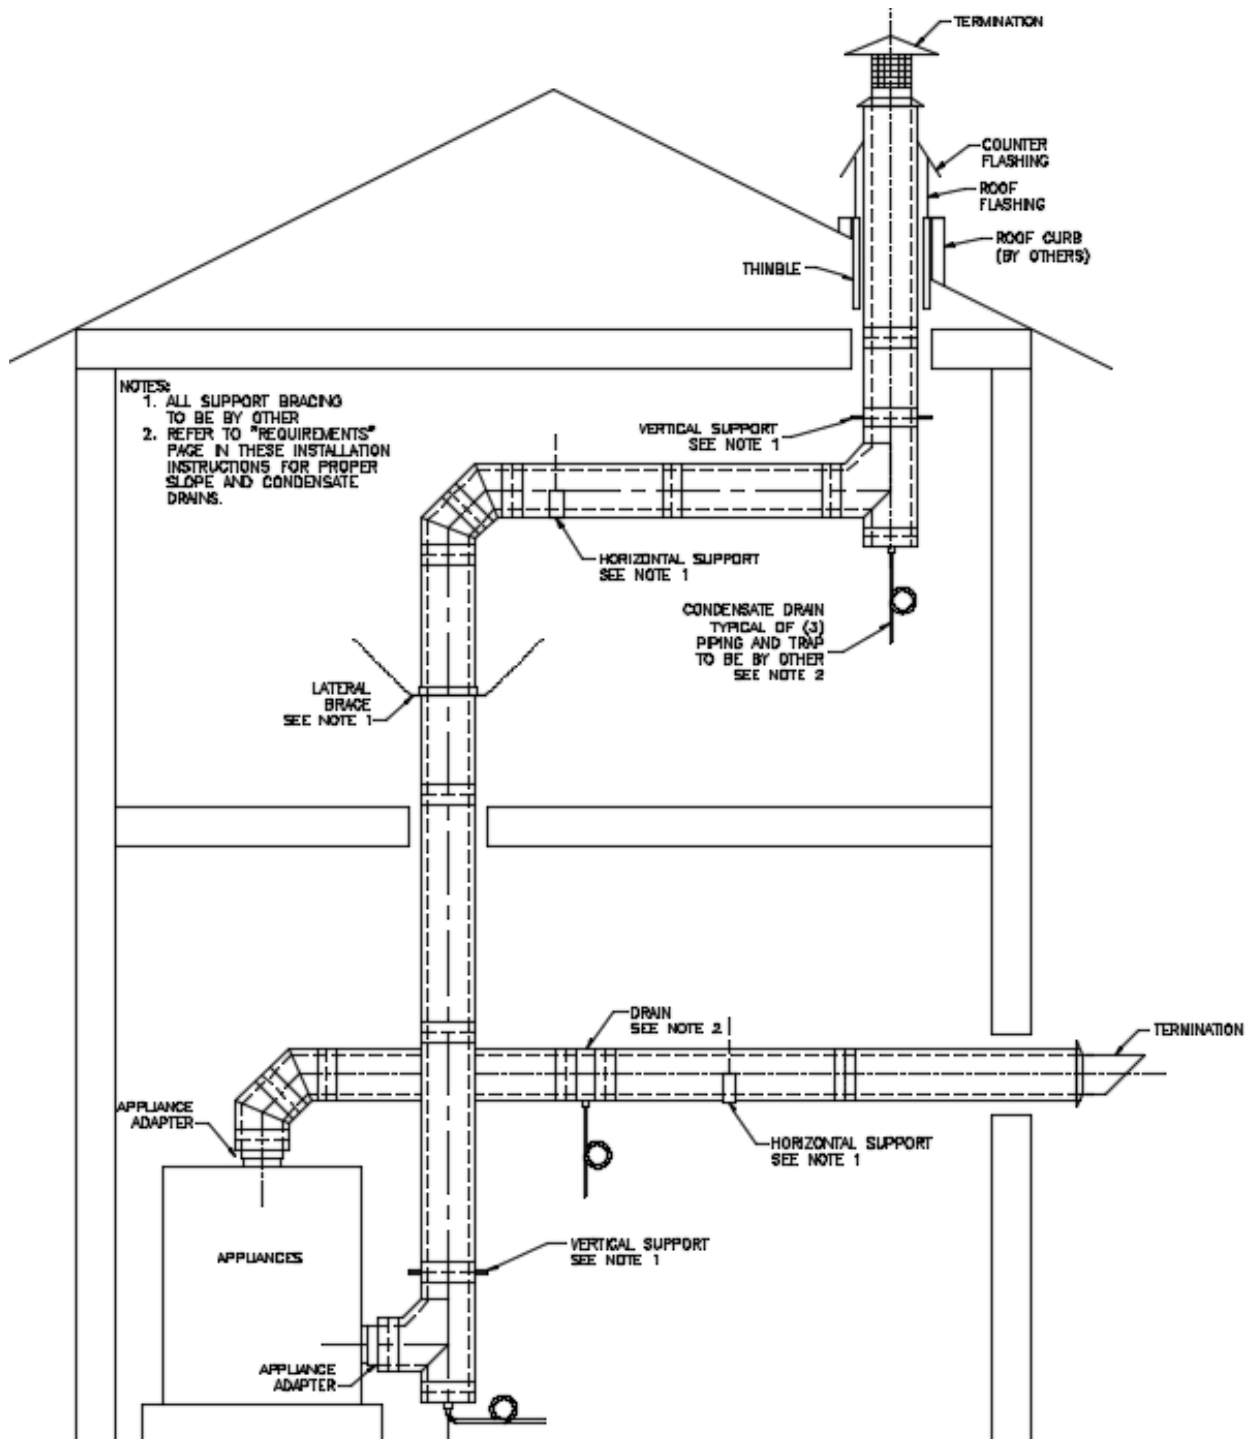 TERMINATION
COUNTER
FLASHING
ROOF
FLASHING
ROOF CURB
(BY OTHERS)
THINBLE
NOTES:
1. ALL SUPPORT BRACING
TO BE BY OTHER
2. REFER TO "REQUIREMENTS"
PAGE IN THESE INSTALLATION
INSTRUCTIONS FOR PROPER
SLOPE AND CONDENSATE
DRAINS.
VERTICAL SUPPORT
SEE NOTE 1
HORIZONTAL SUPPORT
SEE NOTE 1
CONDENSATE DRAIN
TYPICAL OF (3)
PIPING AND TRAP
TO BE BY OTHER
SEE NOTE 2
LATERAL
BRACE
SEE NOTE 1
DRAIN
SEE NOTE 2
TERMINATION
APPLIANCE
ADAPTER
HORIZONTAL SUPPORT
SEE NOTE 1
APPLIANCES
VERTICAL SUPPORT
SEE NOTE 1
APPLIANCE
ADAPTER